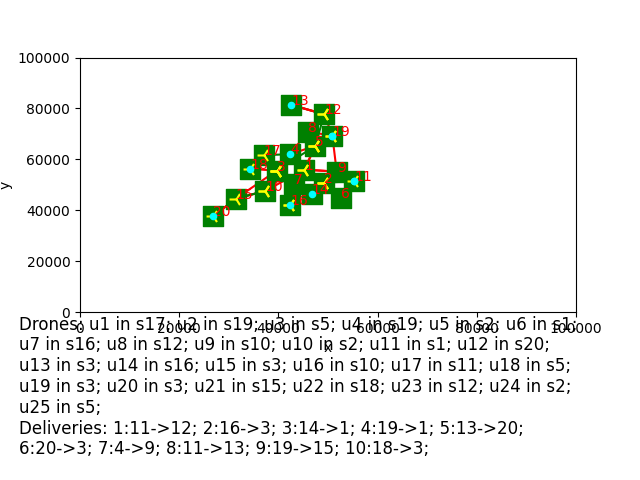 100000
80000
60000
40000
20000
0
y
0 20000 40000 60000 80000 100000
x
Drones: u1 in s17; u2 in s19; u3 in s5; u4 in s19; u5 in s2; u6 in s1;
u7 in s16; u8 in s12; u9 in s10; u10 in s2; u11 in s1; u12 in s20;
u13 in s3; u14 in s16; u15 in s3; u16 in s10; u17 in s11; u18 in s5;
u19 in s3; u20 in s3; u21 in s15; u22 in s18; u23 in s12; u24 in s2;
u25 in s5;
Deliveries: 1:11->12; 2:16->3; 3:14->1; 4:19->1; 5:13->20;
6:20->3; 7:4->9; 8:11->13; 9:19->15; 10:18->3;